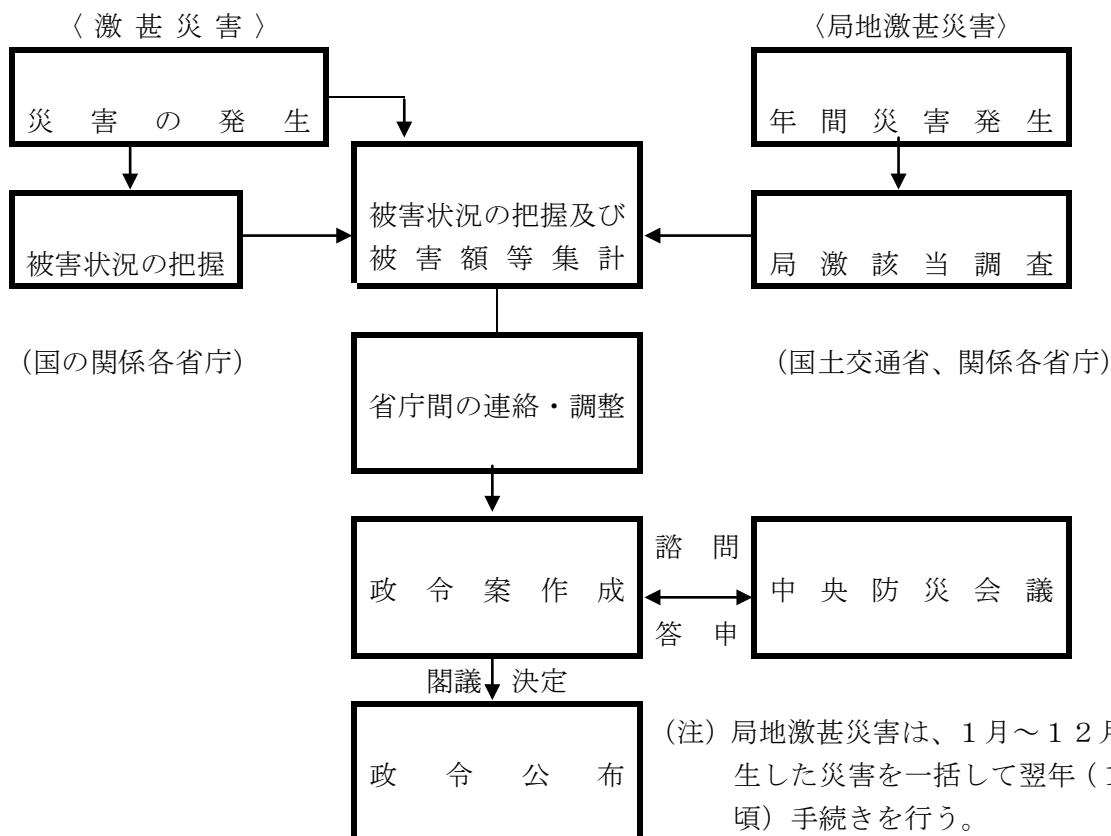 〈 激 甚 災 害 〉
〈局地激甚災害〉
災 害 の 発 生
年 間 災 害 発 生
被害状況の把握及び
被 害 額 等 集 計
被害状況の把握
局 激 該 当 調 査
（国の関係各省庁）
（国土交通省、関係各省庁）
省庁間の連絡・調整
諮 問
政 令 案 作 成
中 央 防 災 会 議
答 申
閣議 決定
政 令 公 布
（注）局地激甚災害は、１月～１２月
生した災害を一括して翌年（
頃）手続きを行う。